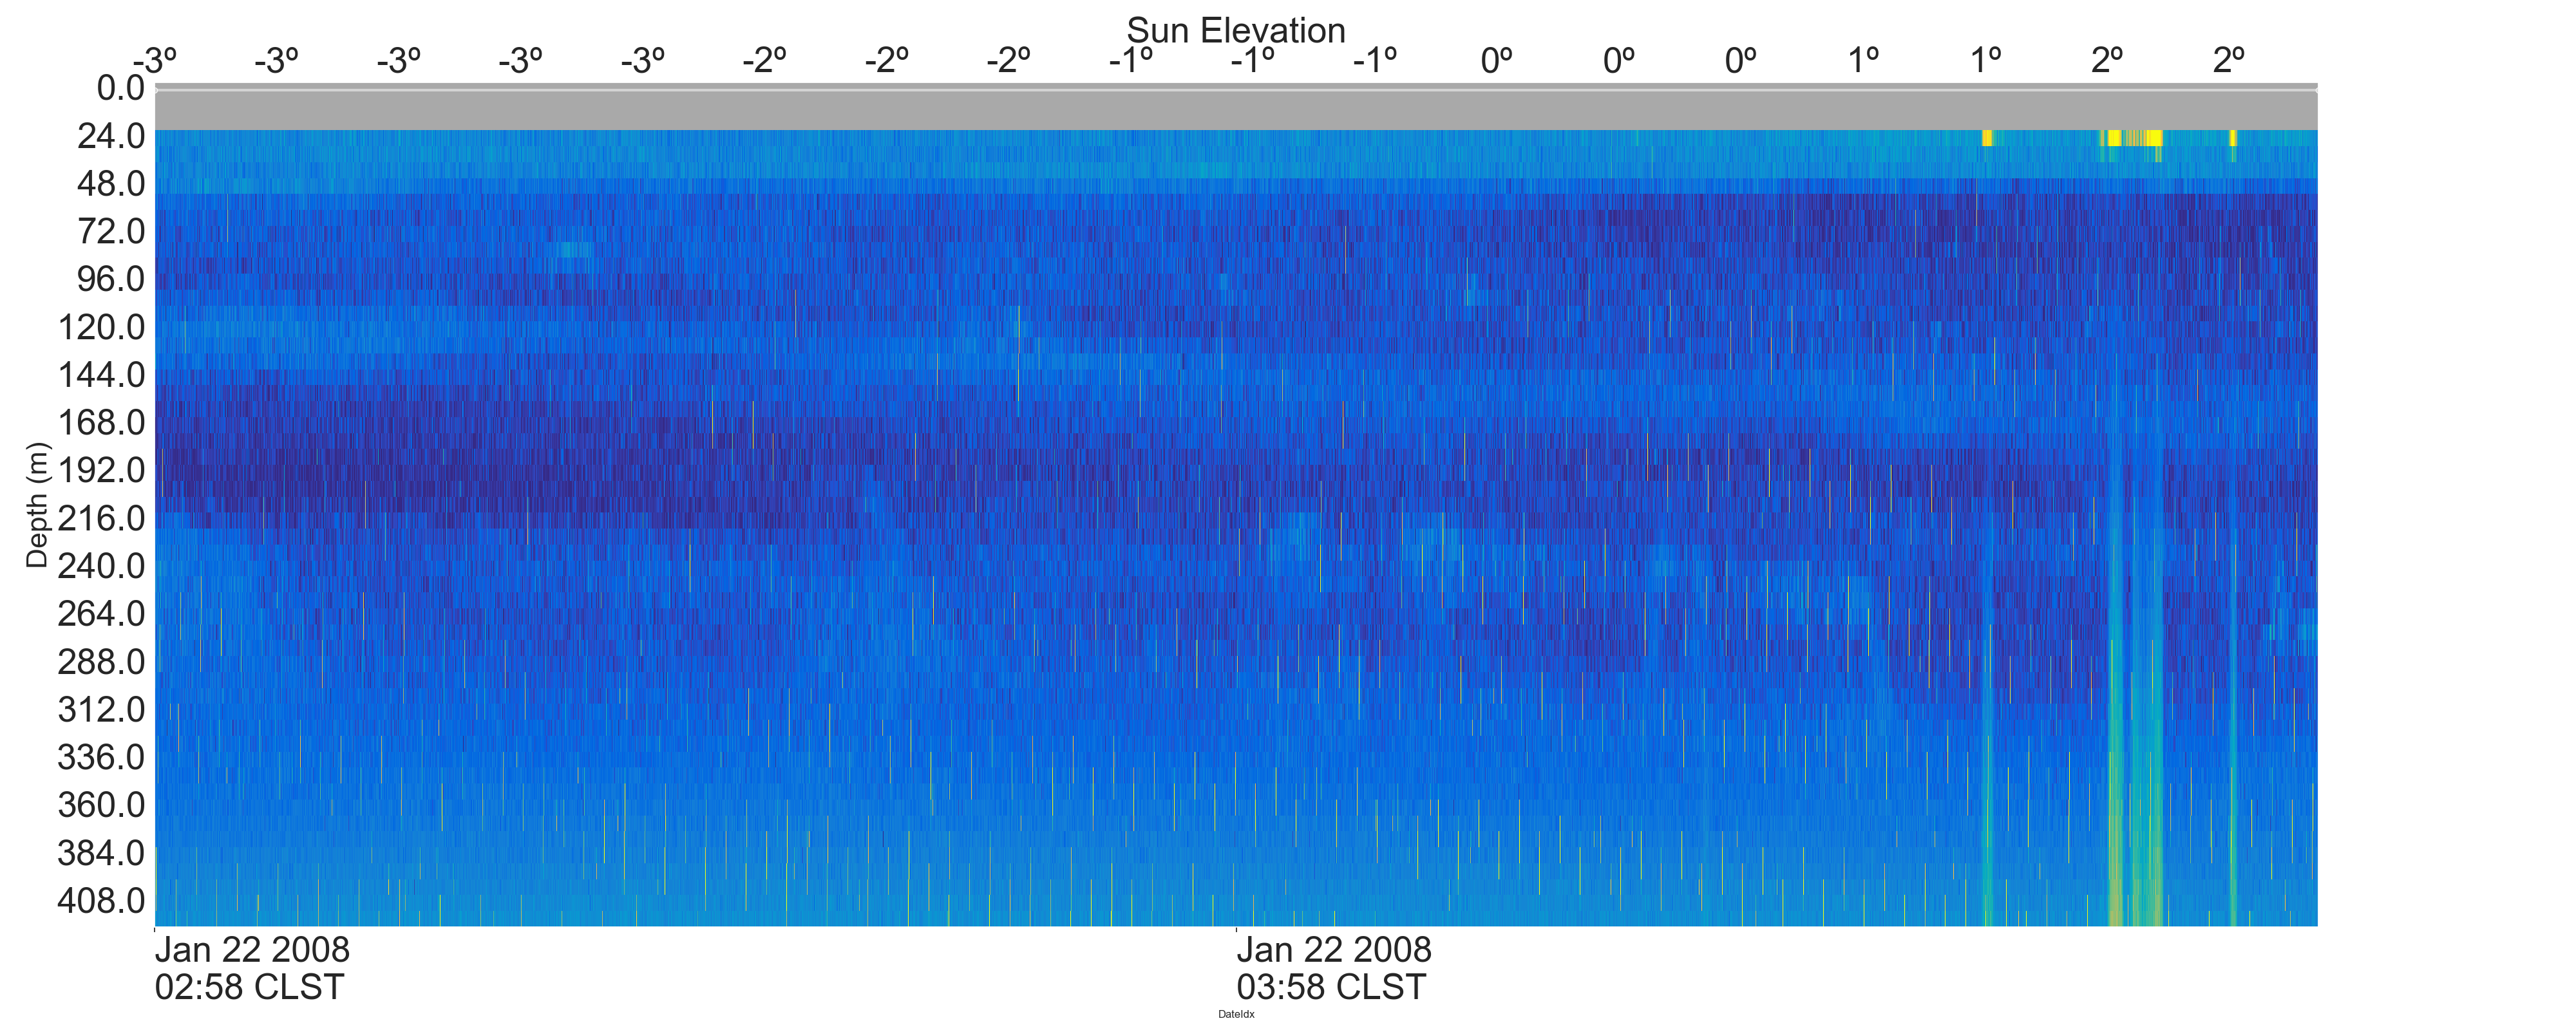 Sun Elevation
-3º -3º -3º -3º -3º -2º -2º -2º -1º -1º -1º 0º 0º 0º 1º 1º 2º 2º
0.0
24.0
48.0
72.0
96.0
120.0
144.0
168.0
192.0
216.0
240.0
264.0
288.0
312.0
336.0
360.0
384.0
408.0
Depth (m)
Jan 22 2008
02:58 CLST
Jan 22 2008
03:58 CLST
DateIdx